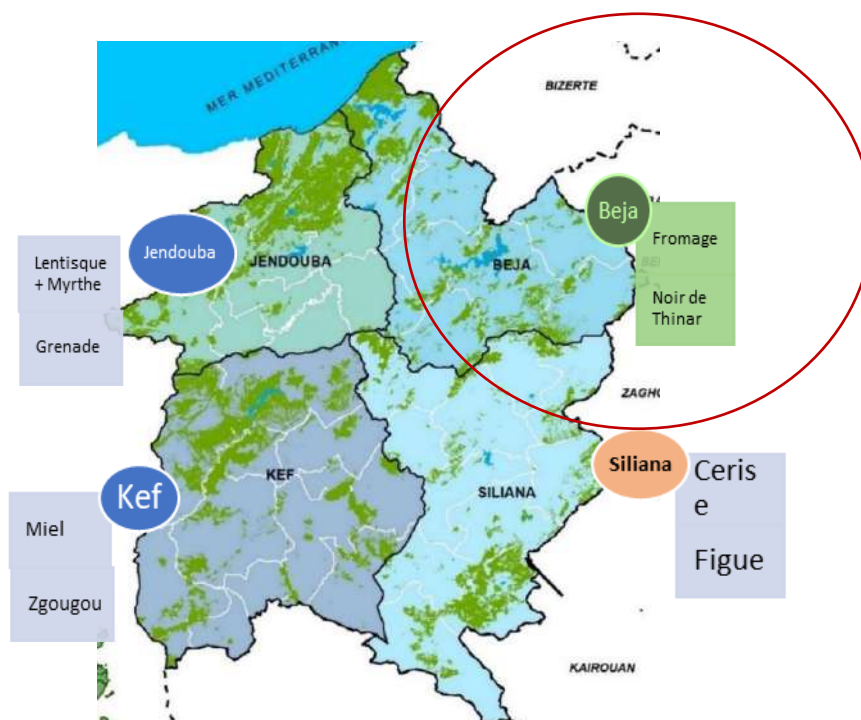 MER MEDITERRAN
BIZERTE
Beja
Fromage
Noir de
Thinar
Jendouba
Lentisque
+ Myrthe
Grenade
JENDOUBA
BEJA
ZAGHO
Siliana
Ceris
e
Figue
Kef
Miel
Zgougou
KEF
SILIANA
KAIROUAN